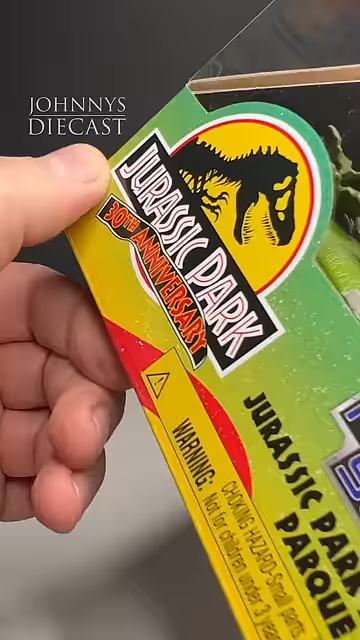 JOHNNYS
DIECAST
JURASSIC PARK
30TH ANNIVERSARY
WARNING:
CHOKING HAZARD-Small parts
Not for children under 3 years
JURASSIC PARK
PARQUE